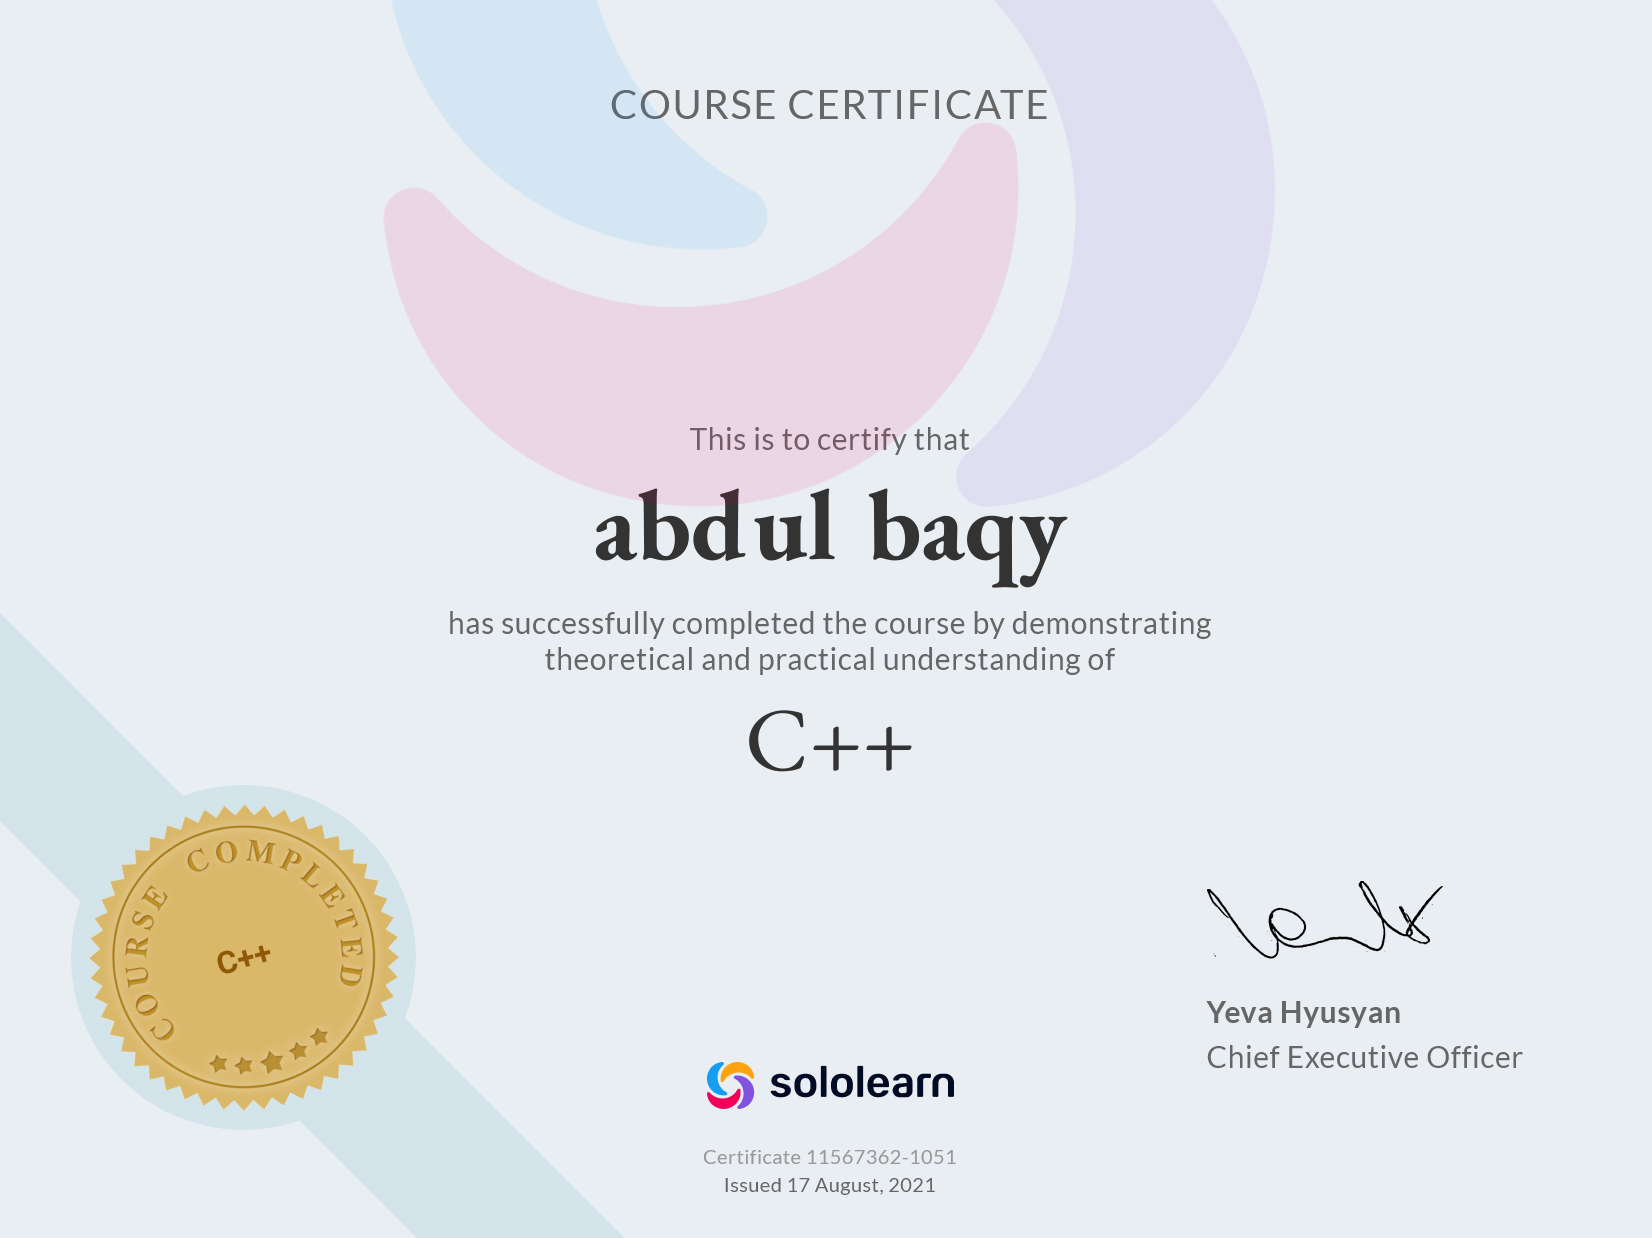 COURSE CERTIFICATE
This is to certify that
abdul baqy
has successfully completed the course by demonstrating
theoretical and practical understanding of
C++
COURSE COMPLETED
C++
Yeva Hyusyan
Chief Executive Officer
sololearn
Certificate 11567362-1051
Issued 17 August, 2021